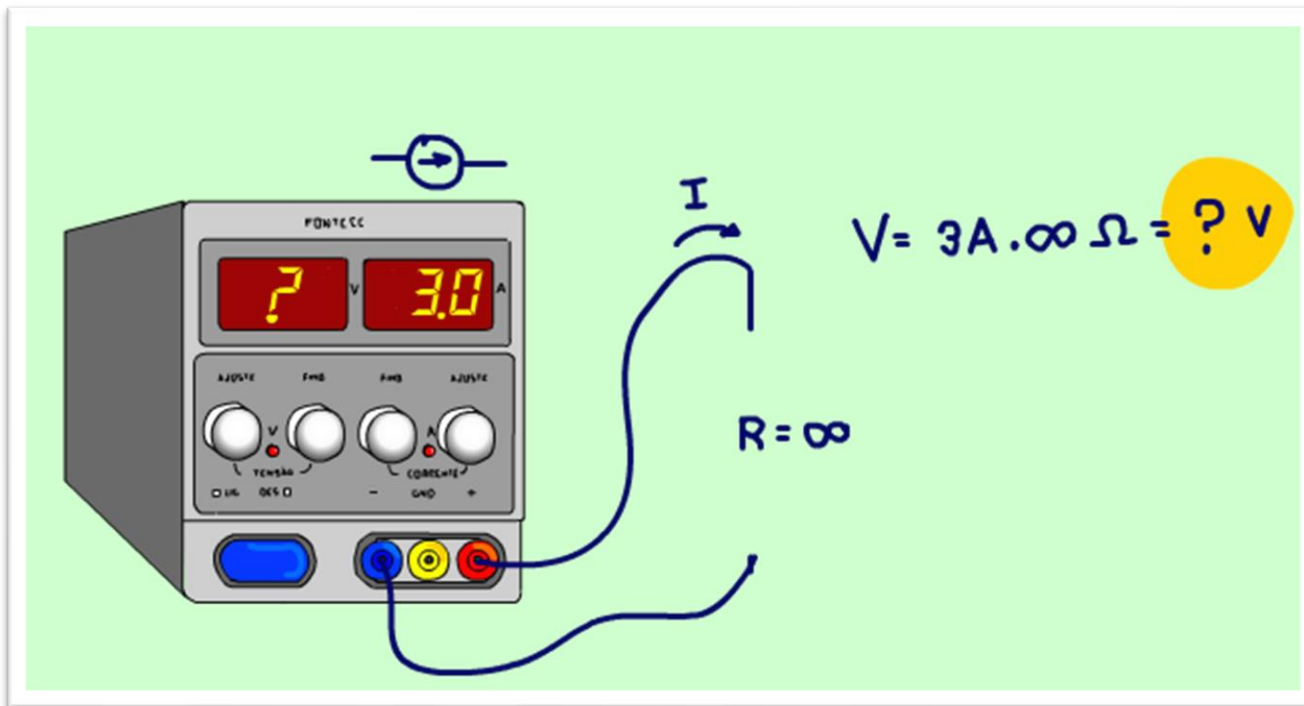 I
V= 3A.∞ Ω = ? V
FONTE CC
? V 3.0 A
AJUSTE FINO FINO AJUSTE
V A
TENSÃO CORRENTE
LIG DES - GND +
R = ∞